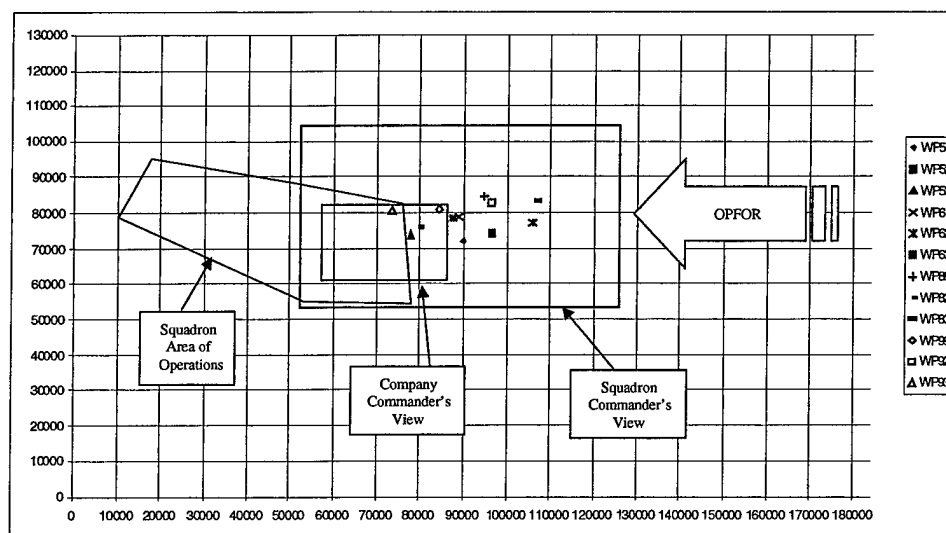 130000
120000
110000
100000
90000
80000
70000
60000
50000
40000
30000
20000
10000
0
OPFOR
Squadron
Area of
Operations
Company
Commander's
View
Squadron
Commander's
View
0 10000 20000 30000 40000 50000 60000 70000 80000 90000 100000 110000 120000 130000 140000 150000 160000 170000 180000
WP5
WP5
WP5
WP6
WP6
WP6
WP8
WP8
WP8
WP9
WP9
WP9